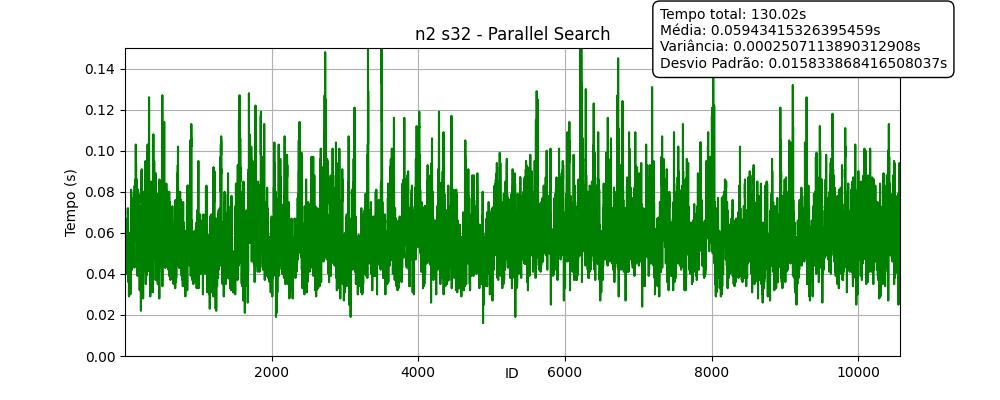 Tempo total: 130.02s
Média: 0.05943415326395459s
Variância: 0.0002507113890312908s
Desvio Padrão: 0.015833868416508037s
n2 s32 - Parallel Search
0.14
0.12
0.10
0.08
0.06
0.04
0.02
0.00
Tempo (s)
2000 4000 6000 8000 10000
ID